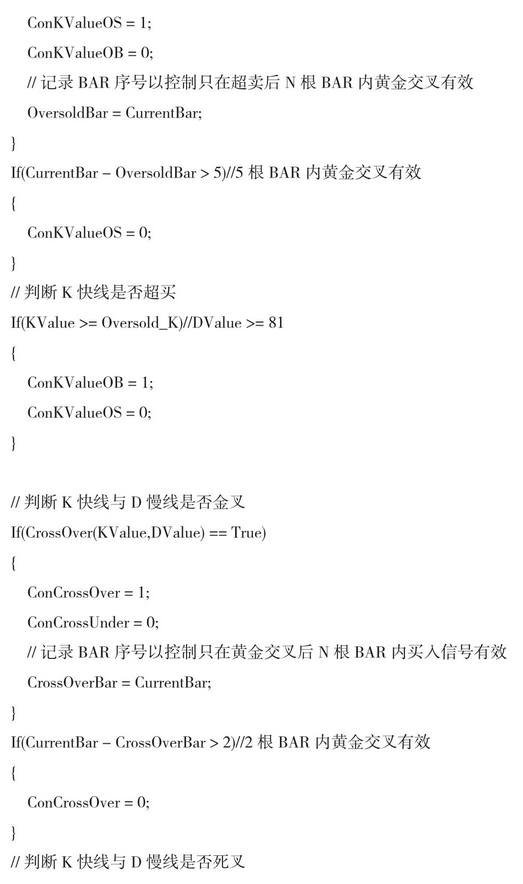 ConKValueOS = 1;
ConKValueOB = 0;
// 记录 BAR 序号以控制只在超卖后 N 根 BAR 内黄金交叉有效
OversoldBar = CurrentBar;
}
If(CurrentBar – OversoldBar > 5)//5 根 BAR 内黄金交叉有效
{
ConKValueOS = 0;
}
// 判断 K 快线是否超买
If(KValue >= Oversold_K)//DValue >= 81
{
ConKValueOB = 1;
ConKValueOS = 0;
}
// 判断 K 快线与 D 慢线是否金叉
If(CrossOver(KValue,DValue) == True)
{
ConCrossOver = 1;
ConCrossUnder = 0;
// 记录 BAR 序号以控制只在黄金交叉后 N 根 BAR 内买入信号有效
CrossOverBar = CurrentBar;
}
If(CurrentBar – CrossOverBar > 2)//2 根 BAR 内黄金交叉有效
{
ConCrossOver = 0;
}
// 判断 K 快线与 D 慢线是否死叉